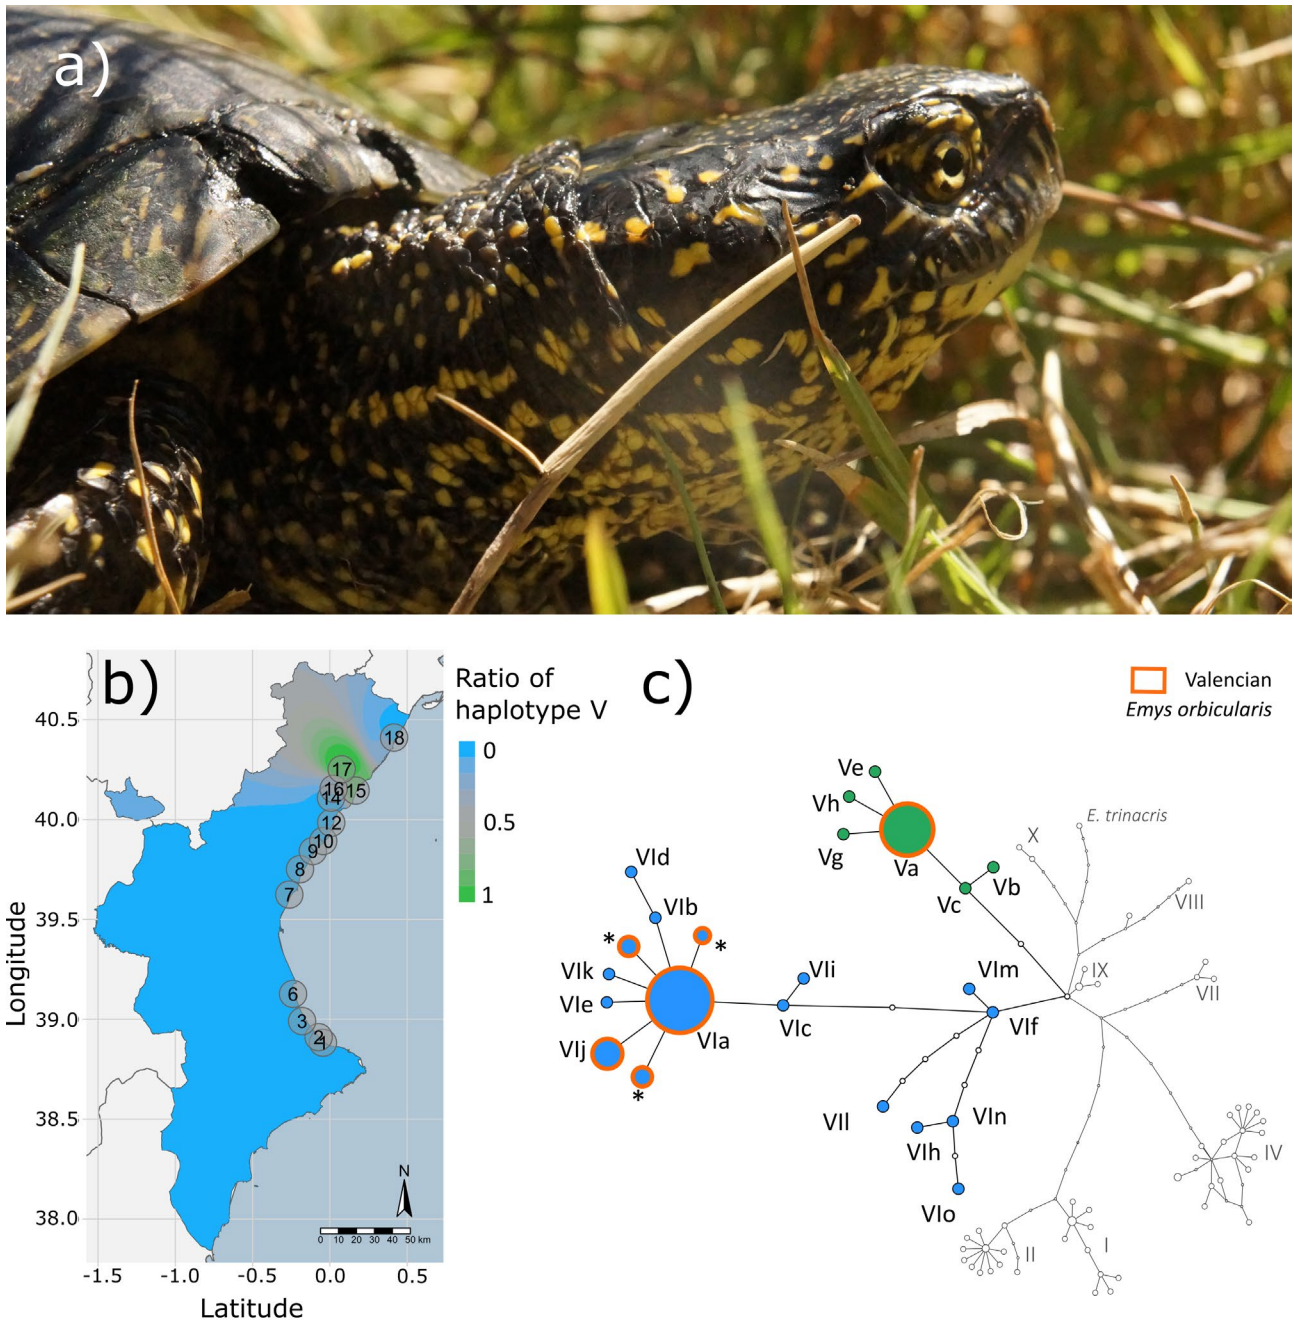 a)
b)
Ratio of
haplotype V
0
0.5
1
40.5
40.0
39.5
39.0
38.5
38.0
Longitude
-1.5 -1.0 -0.5 0.0 0.5
Latitude
18
17
16
15
14
12
10
9
8
7
6
3
2
1
N
0 10 20 30 40 50 km
c)
Valencian
Emys orbicularis
Ve
Vh
Vg
Va
Vb
Vc
VId
VIb
*
*
VIk
VIe
VIa
VIj
*
VIi
VIc
VIm
VIf
VIl
VIn
VIh
VIo
E. trinacris
X
VIII
IX
VII
IV
II
I